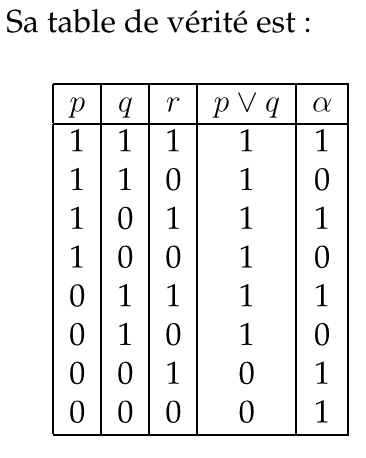 Sa table de vérité est :
p q r p ∨ q α
1 1 1 1 1
1 1 0 1 0
1 0 1 1 1
1 0 0 1 0
0 1 1 1 1
0 1 0 1 0
0 0 1 0 1
0 0 0 0 1